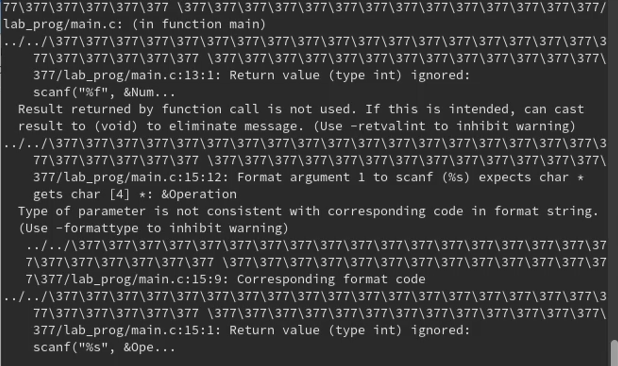 77\377\377\377\377\377 \377\377\377\377\377\377\377\377\377\377\377\377\377/
lab_prog/main.c: (in function main)
../../\377\377\377\377\377\377\377\377\377\377\377\377\377\377\377\377\377\3
77\377\377\377\377 \377\377\377\377\377\377\377\377\377\377\377\377\377\
377/lab_prog/main.c:13:1: Return value (type int) ignored:
scanf("%f", &Num...
Result returned by function call is not used. If this is intended, can cast
result to (void) to eliminate message. (Use -retvalint to inhibit warning)
../../\377\377\377\377\377\377\377\377\377\377\377\377\377\377\377\377\377\3
77\377\377\377\377 \377\377\377\377\377\377\377\377\377\377\377\377\377\
377/lab_prog/main.c:15:12: Format argument 1 to scanf (%s) expects char *
gets char [4] *: &Operation
Type of parameter is not consistent with corresponding code in format string.
(Use -formattype to inhibit warning)
../../\377\377\377\377\377\377\377\377\377\377\377\377\377\377\377\377\37
7\377\377\377\377\377 \377\377\377\377\377\377\377\377\377\377\377\377\37
7\377/lab_prog/main.c:15:9: Corresponding format code
../../\377\377\377\377\377\377\377\377\377\377\377\377\377\377\377\377\377\3
77\377\377\377\377 \377\377\377\377\377\377\377\377\377\377\377\377\377\
377/lab_prog/main.c:15:1: Return value (type int) ignored:
scanf("%s", &Ope...